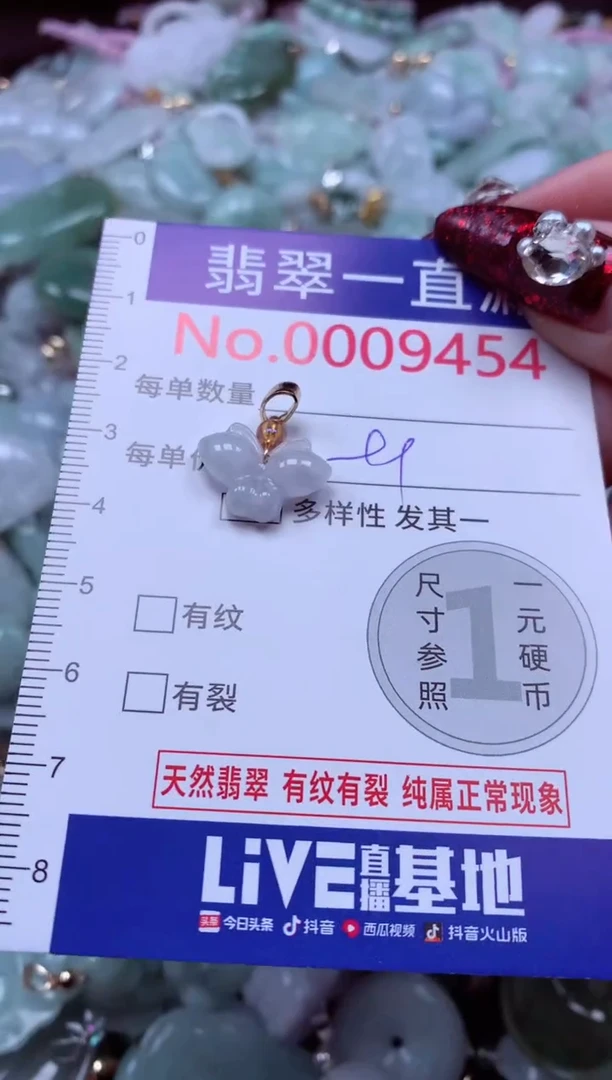 0
翡翠一直
1
No.0009454
2
每单数量
3
每单
4
多样性 发其一
5
有纹
尺寸参照
1
一元硬币
6
有裂
7
天然翡翠 有纹有裂 纯属正常现象
8
LiVE直播基地
头条 今日头条 抖音 西瓜视频 抖音火山版